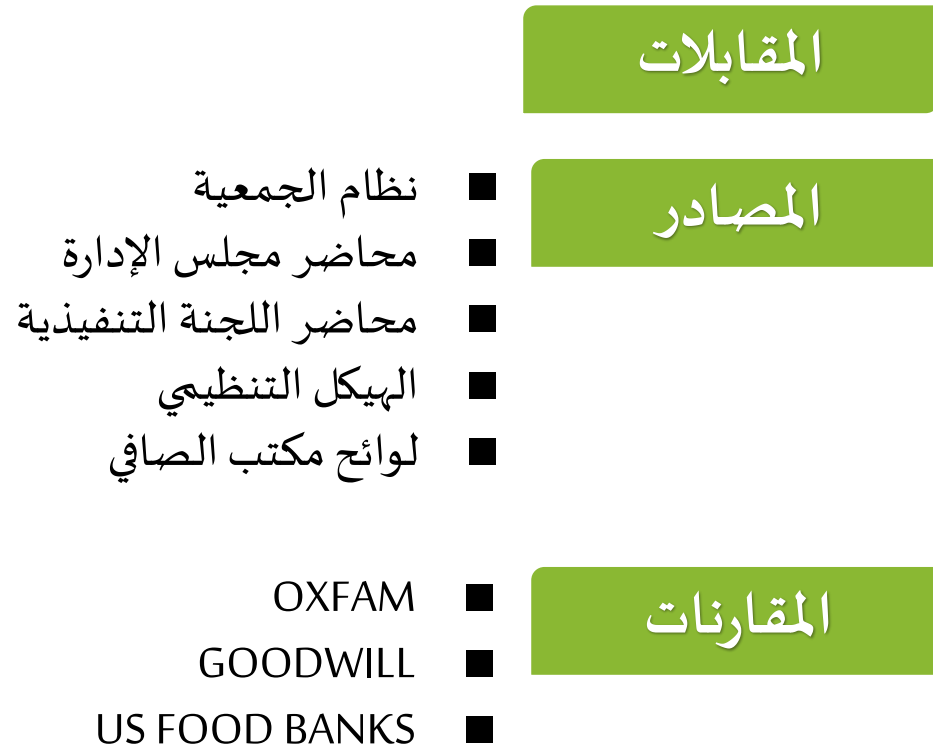 المقابلات
المصادر
■ نظام الجمعية
■ محاضر مجلس الإدارة
■ محاضر اللجنة التنفيذية
■ الهيكل التنظيمي
■ لوائح مكتب الصافي
المقارنات
■ OXFAM
■ GOODWILL
■ US FOOD BANKS